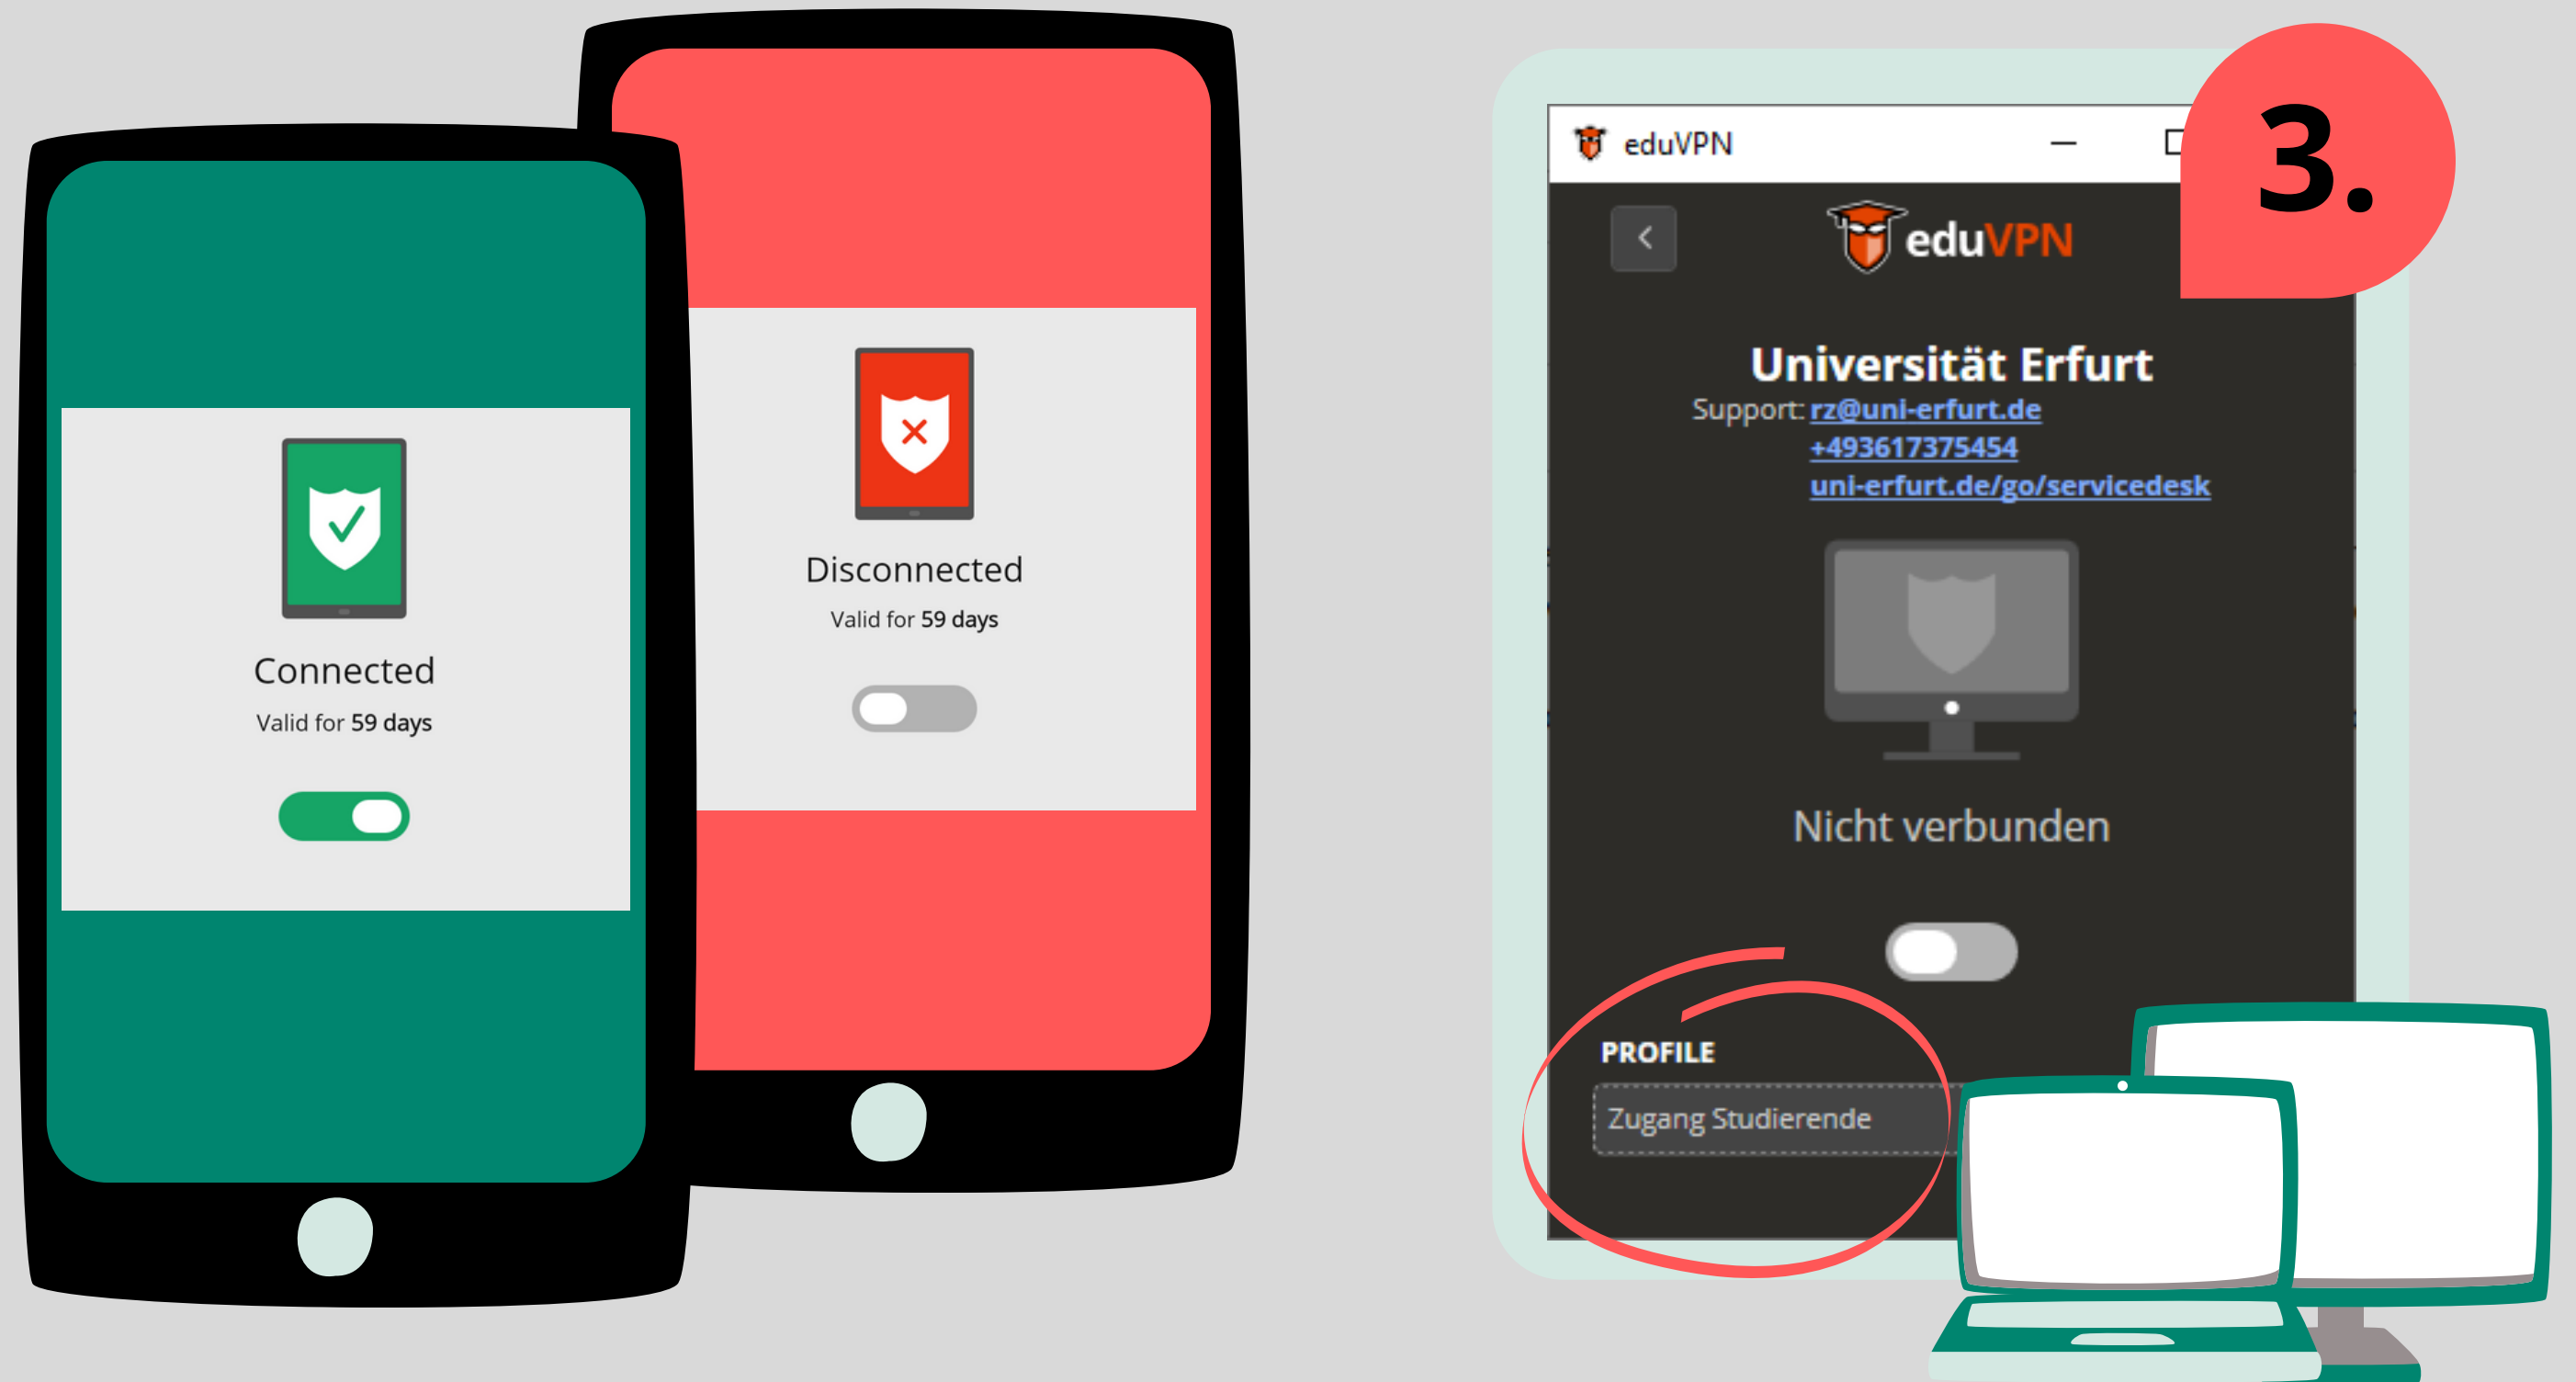 Connected
Valid for 59 days
Disconnected
Valid for 59 days
3.
eduVPN
eduVPN
Universität Erfurt
Support: rz@uni-erfurt.de
+493617375454
uni-erfurt.de/go/servicedesk
Nicht verbunden
PROFILE
Zugang Studierende